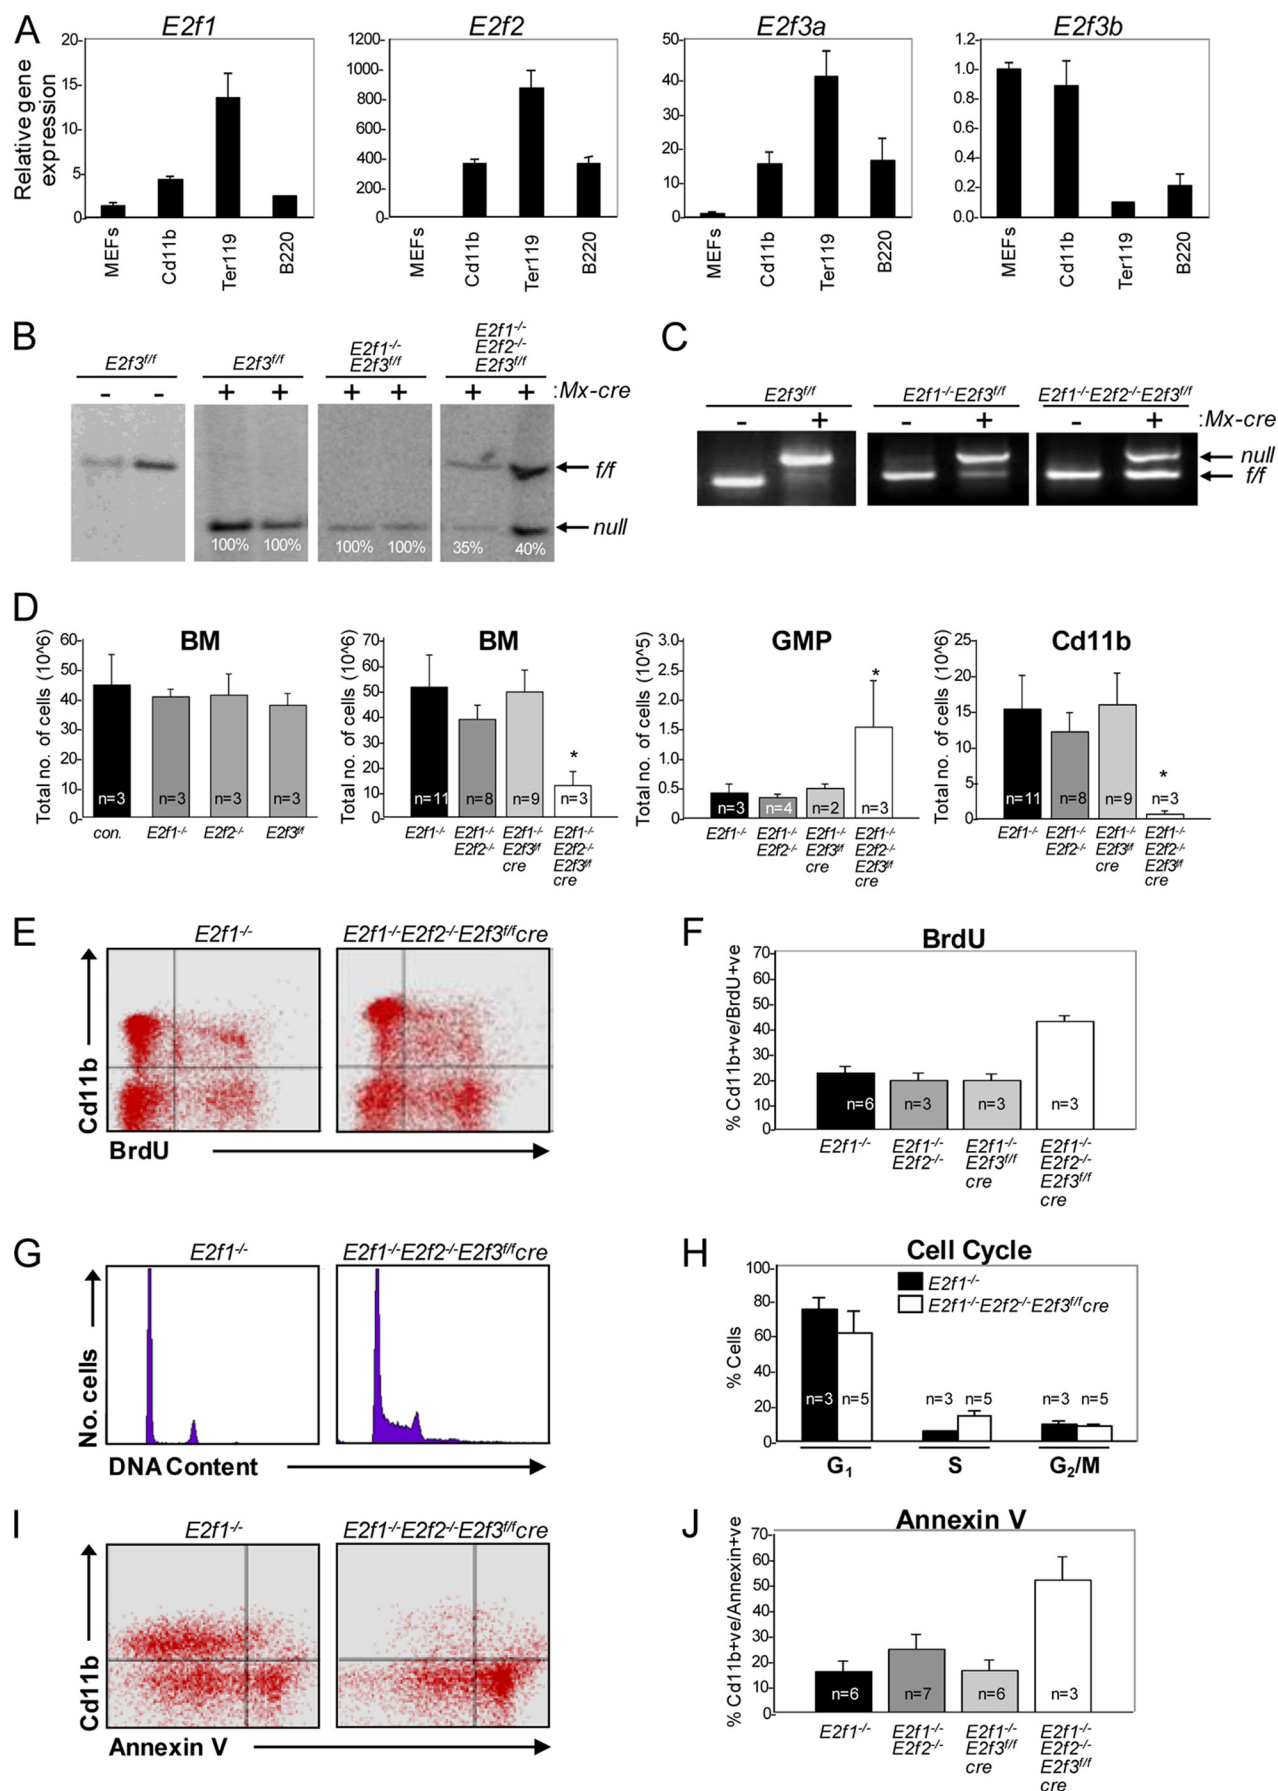 A
E2f1 E2f2 E2f3a E2f3b
Relative gene
expression
20 15 10 5 0
1200 1000 800 600 400 200 0
50 40 30 20 10 0
1.2 1.0 0.8 0.6 0.4 0.2 0.0
MEFs Cd11b Ter119 B220
MEFs Cd11b Ter119 B220
MEFs Cd11b Ter119 B220
MEFs Cd11b Ter119 B220
B
E2f3f/f
E2f3f/f
E2f1-/-
E2f3f/f
E2f1-/-
E2f2-/-
E2f3f/f
- - + + + + + + :Mx-cre
f/f
null
100% 100% 100% 100% 35% 40%
C
E2f3f/f E2f1-/-E2f3f/f E2f1-/-E2f2-/-E2f3f/f
- + - + - + :Mx-cre
null
f/f
D
BM
Total no. of cells (10^6)
60 50 40 30 20 10 0
n=3 n=3 n=3 n=3
con. E2f1-/- E2f2-/- E2f3f/f
BM
Total no. of cells (10^6)
70 60 50 40 30 20 10 0
*
n=11 n=8 n=9 n=3
E2f1-/- E2f1-/- E2f1-/- E2f1-/-
E2f2-/- E2f3f/f E2f2-/-
cre E2f3f/f
cre
GMP
Total no. of cells (10^5)
3.0 2.5 2.0 1.5 1.0 0.5 0
*
n=3 n=4 n=2 n=3
E2f1-/- E2f1-/- E2f1-/- E2f1-/-
E2f2-/- E2f3f/f E2f2-/-
cre E2f3f/f
cre
Cd11b
Total no. of cells (10^6)
25 20 15 10 5 0
*
n=11 n=8 n=9 n=3
E2f1-/- E2f1-/- E2f1-/- E2f1-/-
E2f2-/- E2f3f/f E2f2-/-
cre E2f3f/f
cre
E
E2f1-/- E2f1-/-E2f2-/-E2f3f/fcre
Cd11b
BrdU
F
BrdU
% Cd11b+ve/BrdU+ve
70 60 50 40 30 20 10 0
n=6 n=3 n=3 n=3
E2f1-/- E2f1-/- E2f1-/- E2f1-/-
E2f2-/- E2f3f/f E2f2-/-
cre E2f3f/f
cre
G
E2f1-/- E2f1-/-E2f2-/-E2f3f/fcre
No. cells
DNA Content
H
Cell Cycle
% Cells
100 80 60 40 20 0
E2f1-/-
E2f1-/-E2f2-/-E2f3f/fcre
n=3 n=5 n=3 n=5 n=3 n=5
G1 S G2/M
I
E2f1-/- E2f1-/-E2f2-/-E2f3f/fcre
Cd11b
Annexin V
J
Annexin V
% Cd11b+ve/Annexin+ve
70 60 50 40 30 20 10 0
n=6 n=7 n=6 n=3
E2f1-/- E2f1-/- E2f1-/- E2f1-/-
E2f2-/- E2f3f/f E2f2-/-
cre E2f3f/f
cre